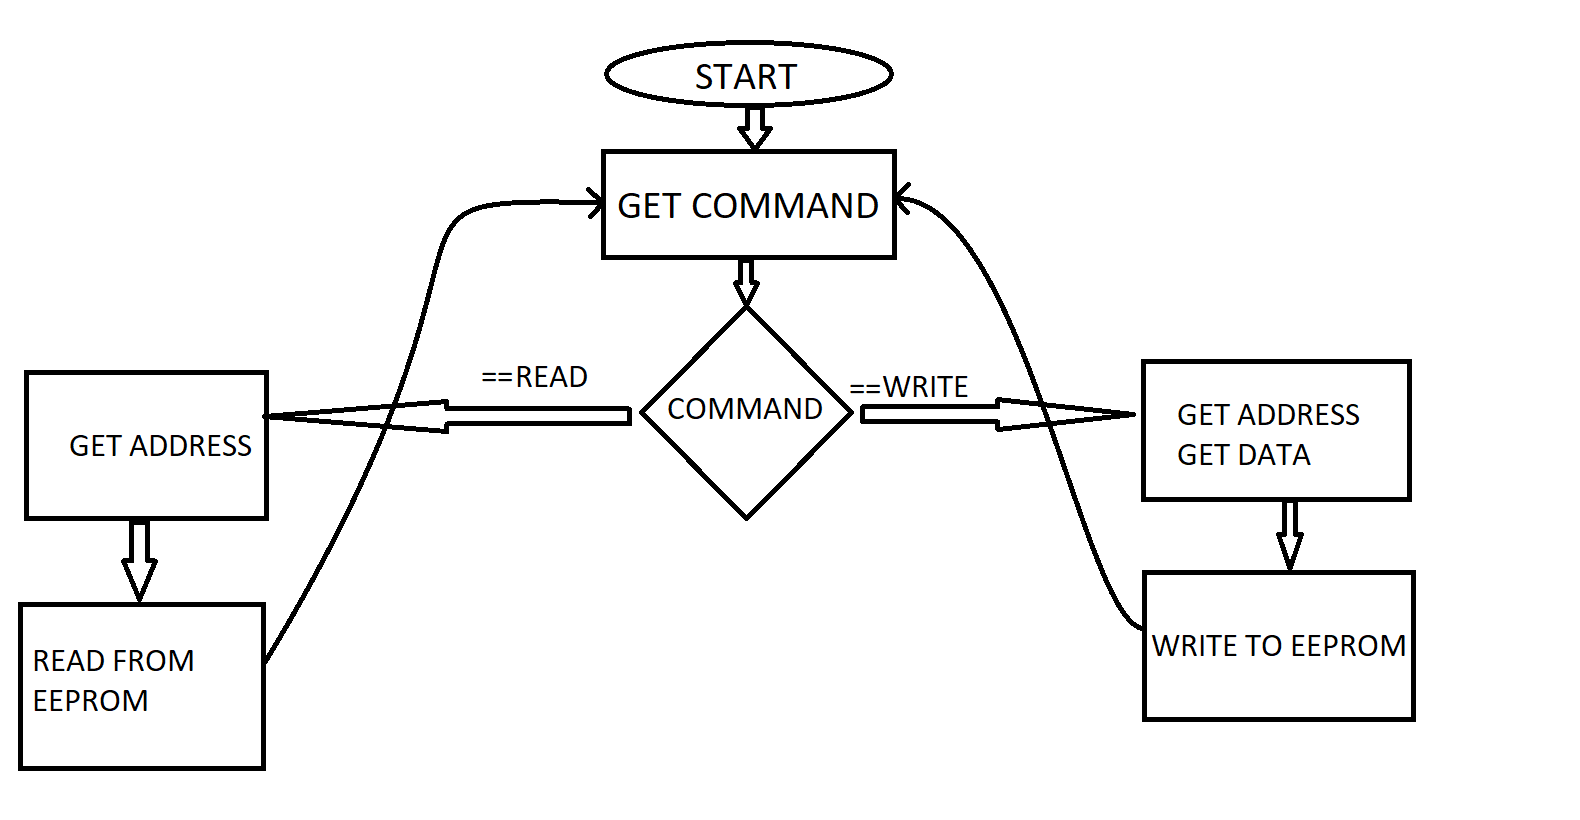 START
GET COMMAND
==READ
COMMAND
==WRITE
GET ADDRESS
GET ADDRESS
GET DATA
READ FROM
EEPROM
WRITE TO EEPROM